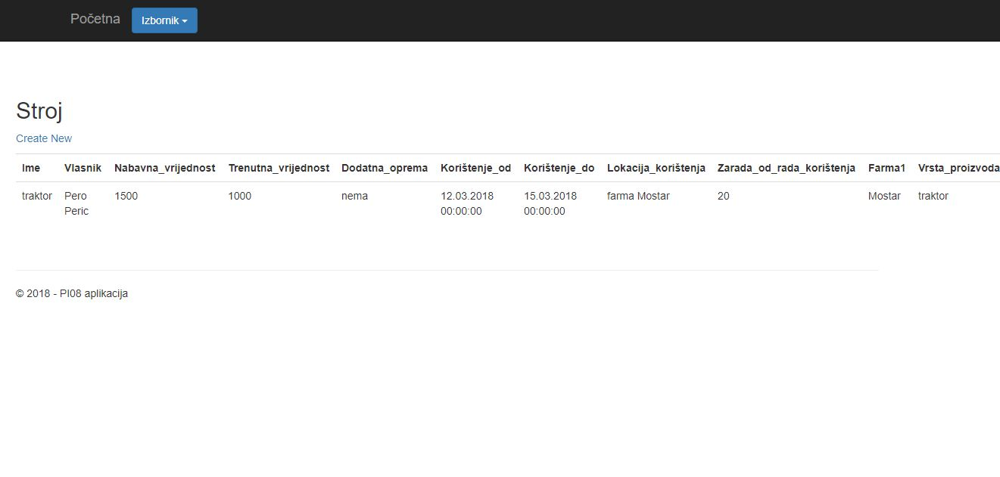 Početna Izbornik
Stroj
Create New
Ime Vlasnik Nabavna_vrijednost Trenutna_vrijednost Dodatna_oprema Korištenje_od Korištenje_do Lokacija_korištenja Zarada_od_rada_korištenja Farma1 Vrsta_proizvoda
traktor Pero 1500 1000 nema 12.03.2018 15.03.2018 farma Mostar 20 Mostar traktor
Peric 00:00:00 00:00:00
© 2018 - PI08 aplikacija